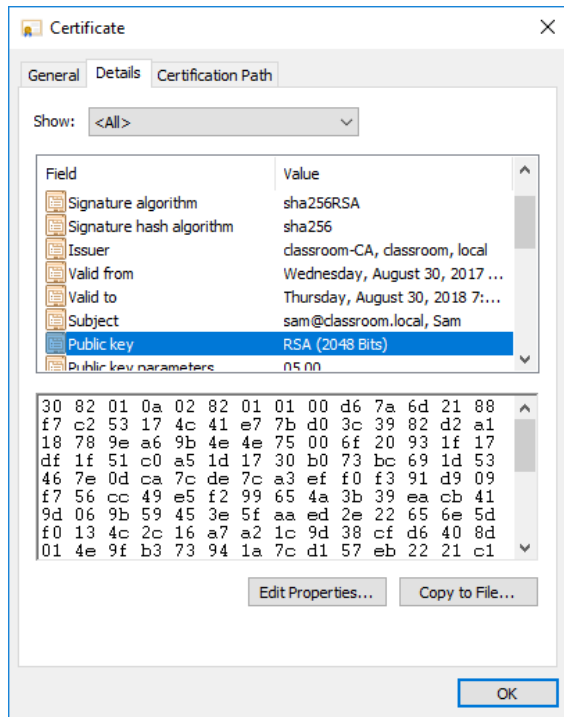 Certificate
General Details Certification Path
Show: <All>
Field Value
Signature algorithm sha256RSA
Signature hash algorithm sha256
Issuer classroom-CA, classroom, local
Valid from Wednesday, August 30, 2017 ...
Valid to Thursday, August 30, 2018 7:...
Subject sam@classroom.local, Sam
Public key RSA (2048 Bits)
Public key parameters 05 00
30 82 01 0a 02 82 01 01 00 d6 7a 6d 21 88
f7 c2 53 17 4c 41 e7 7b d0 3c 39 82 d2 a1
18 78 9e a6 9b 4e 4e 75 00 6f 20 93 1f 17
df 1f 51 c0 a5 1d 17 30 b0 73 bc 69 1d 53
46 7e 0d ca 7c de 7c a3 ef f0 f3 91 d9 09
f7 56 cc 49 e5 f2 99 65 4a 3b 39 ea cb 41
9d 06 9b 59 45 3e 5f aa ed 2e 22 65 6e 5d
f0 13 4c 2c 16 a7 a2 1c 9d 38 cf d6 40 8d
01 4e 9f b3 73 94 1a 7c d1 57 eb 22 21 c1
Edit Properties... Copy to File...
OK